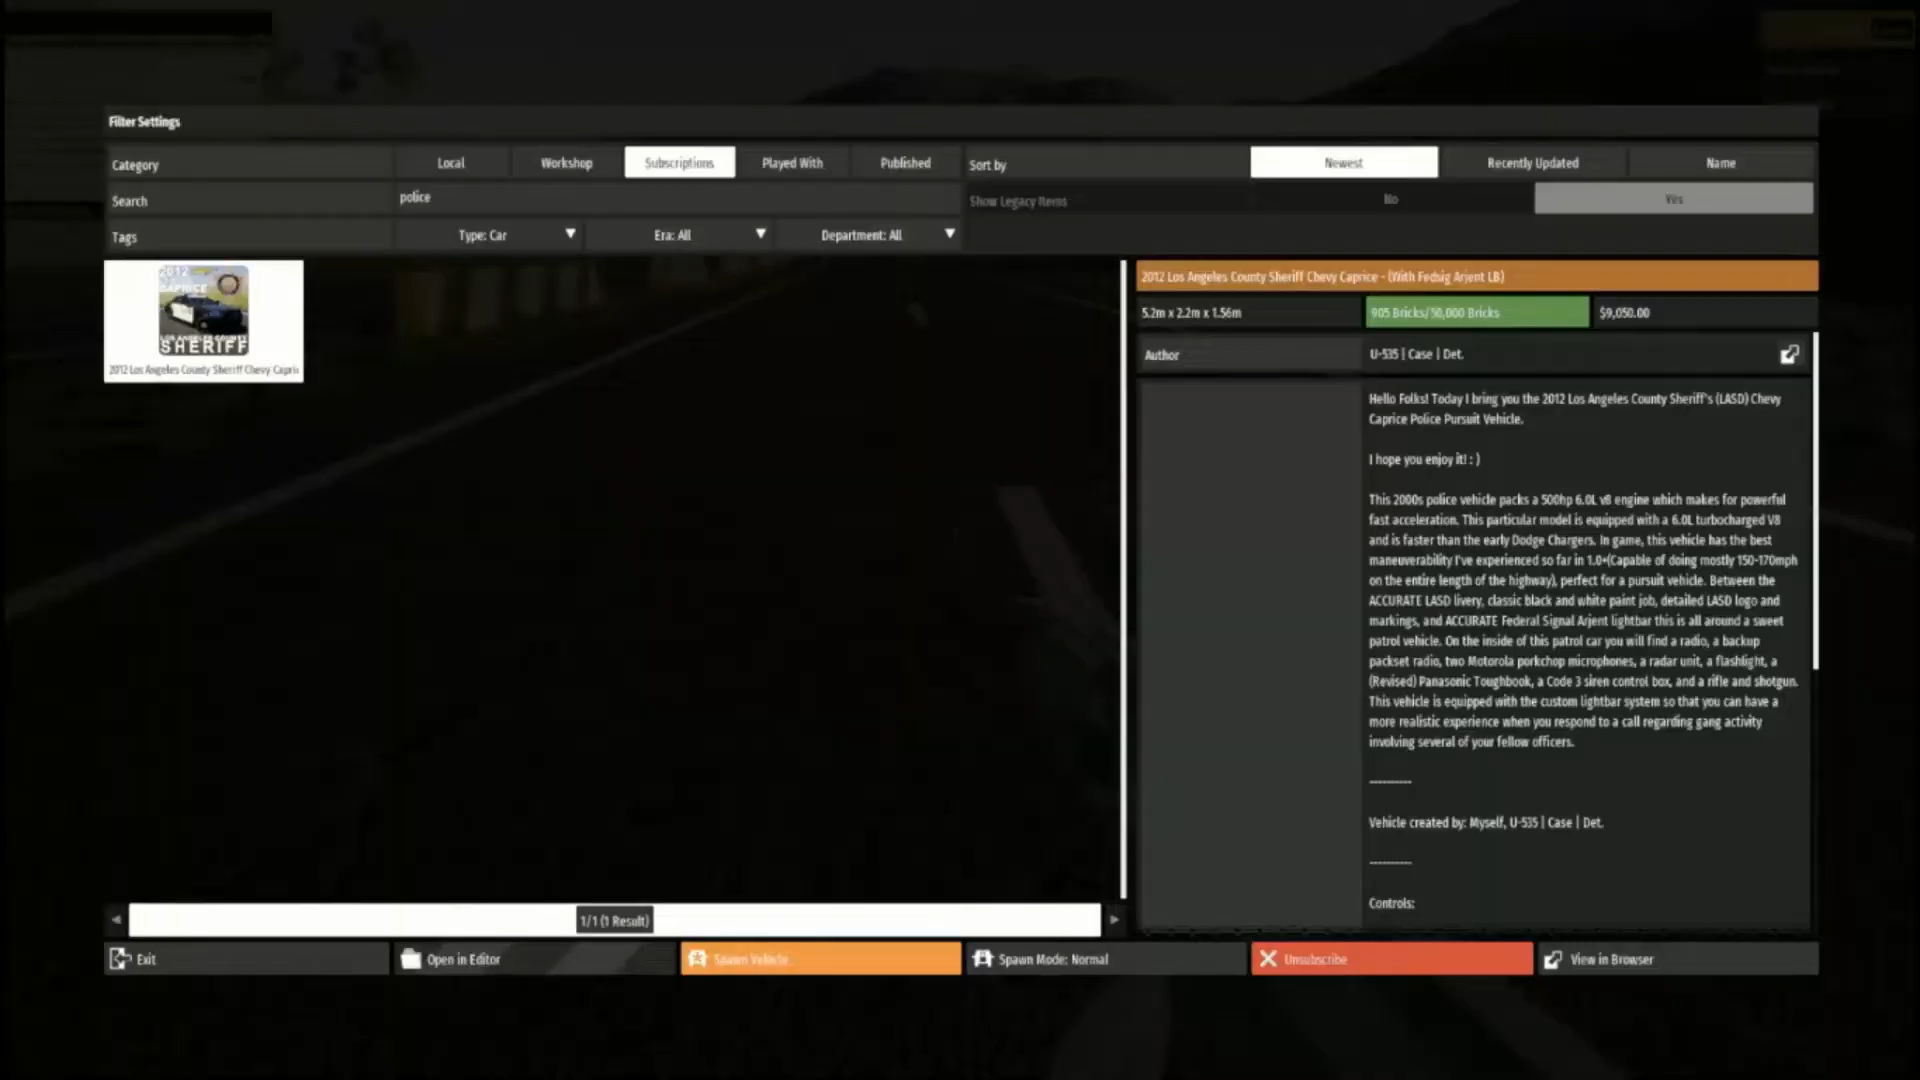 Filter Settings
Category
Local
Workshop
Subscriptions
Played With
Published
Sort by
Newest
Recently Updated
Name
Search
police
Show Legacy Items
No
Yes
Tags
Type: Car
Era: All
Department: All
2012
CAPRICE
LOS ANGELES COUNTY
SHERIFF
2012 Los Angeles County Sheriff Chevy Capris
2012 Los Angeles County Sheriff Chevy Caprice - (With Fedsig Arjent LB)
5.2m x 2.2m x 1.56m
905 Bricks/50,000 Bricks
$9,050.00
Author
U-535 | Case | Det.
Hello Folks! Today I bring you the 2012 Los Angeles County Sheriff's (LASD) Chevy
Caprice Police Pursuit Vehicle.
I hope you enjoy it! : )
This 2000s police vehicle packs a 500hp 6.0L v8 engine which makes for powerful
fast acceleration. This particular model is equipped with a 6.0L turbocharged V8
and is faster than the early Dodge Chargers. In game, this vehicle has the best
maneuverability I've experienced so far in 1.0+(Capable of doing mostly 150-170mph
on the entire length of the highway), perfect for a pursuit vehicle. Between the
ACCURATE LASD livery, classic black and white paint job, detailed LASD logo and
markings, and ACCURATE Federal Signal Arjent lightbar this is all around a sweet
patrol vehicle. On the inside of this patrol car you will find a radio, a backup
packset radio, two Motorola porkchop microphones, a radar unit, a flashlight, a
(Revised) Panasonic Toughbook, a Code 3 siren control box, and a rifle and shotgun.
This vehicle is equipped with the custom lightbar system so that you can have a
more realistic experience when you respond to a call regarding gang activity
involving several of your fellow officers.
----------
Vehicle created by: Myself, U-535 | Case | Det.
----------
Controls:
1/1 (1 Result)
Exit
Open in Editor
Spawn Vehicle
Spawn Mode: Normal
Unsubscribe
View in Browser